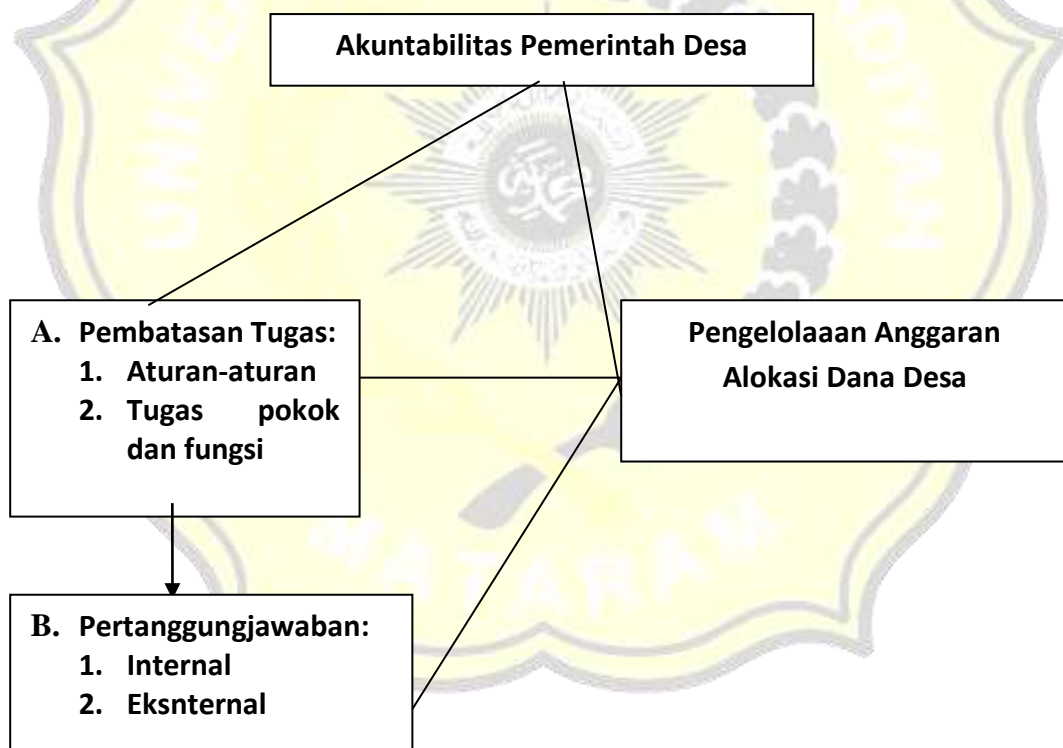 Akuntabilitas Pemerintah Desa
A. Pembatasan Tugas:
1. Aturan-aturan
2. Tugas pokok
dan fungsi
Pengelolaaan Anggaran
Alokasi Dana Desa
B. Pertanggungjawaban:
1. Internal
2. Eksnternal
MATARAM